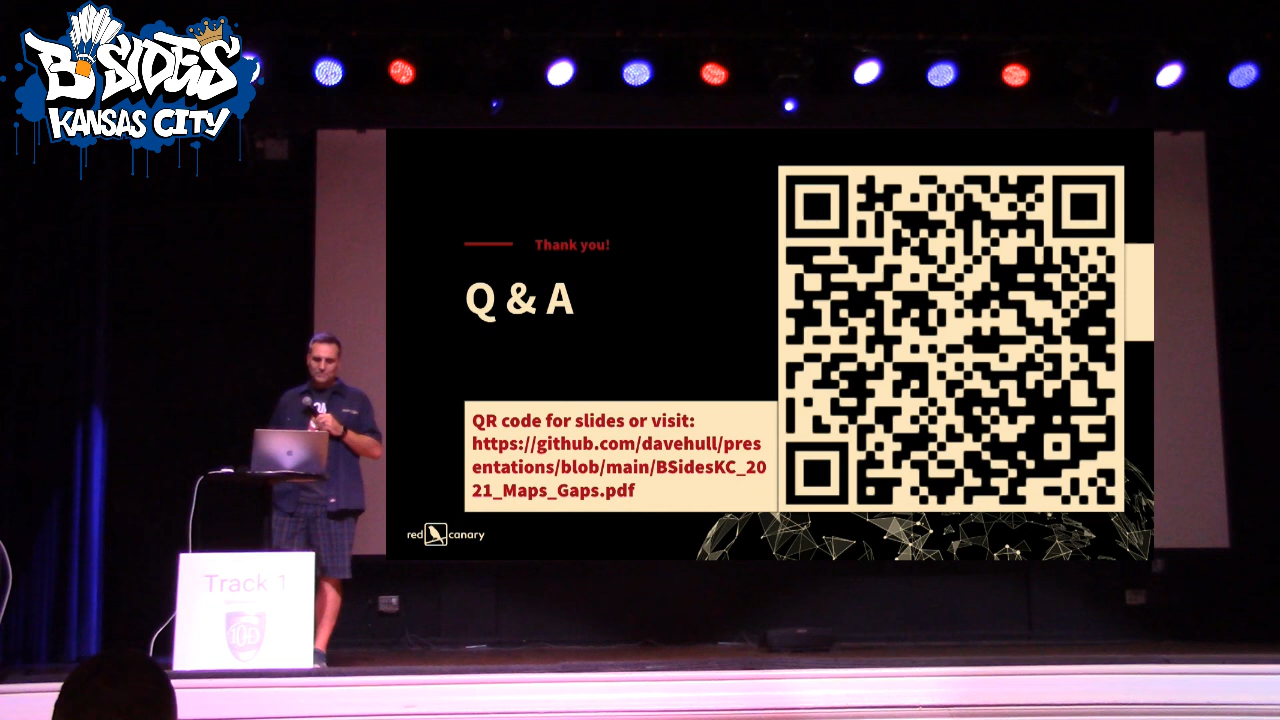 B-SIDES
KANSAS CITY
Thank you!
Q & A
QR code for slides or visit:
https://github.com/davehull/pres
entations/blob/main/BSidesKC_20
21_Maps_Gaps.pdf
red canary
Track 1